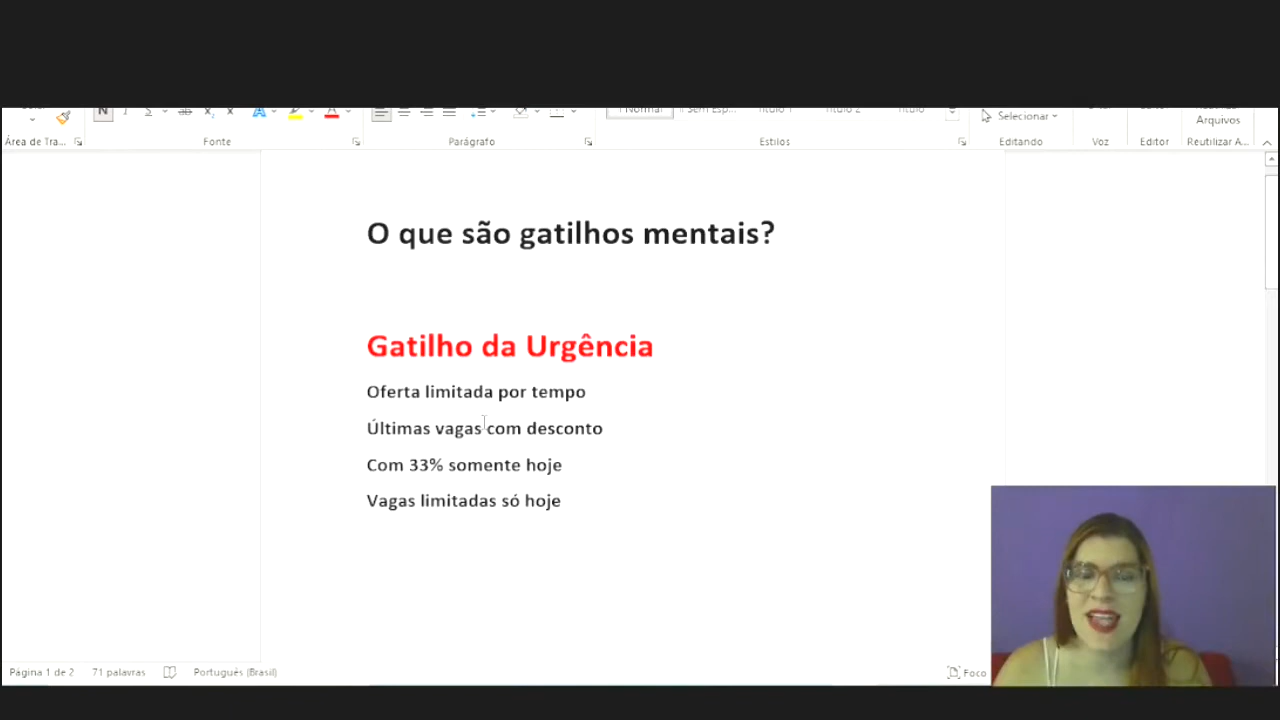 Normal
Título 1
Título 2
Título
Selecionar
Arquivos
Área de Tra...
Fonte
Parágrafo
Estilos
Editando
Voz
Editor
Reutilizar A...
O que são gatilhos mentais?
Gatilho da Urgência
Oferta limitada por tempo
Últimas vagas com desconto
Com 33% somente hoje
Vagas limitadas só hoje
Página 1 de 2
71 palavras
Português (Brasil)
Foco